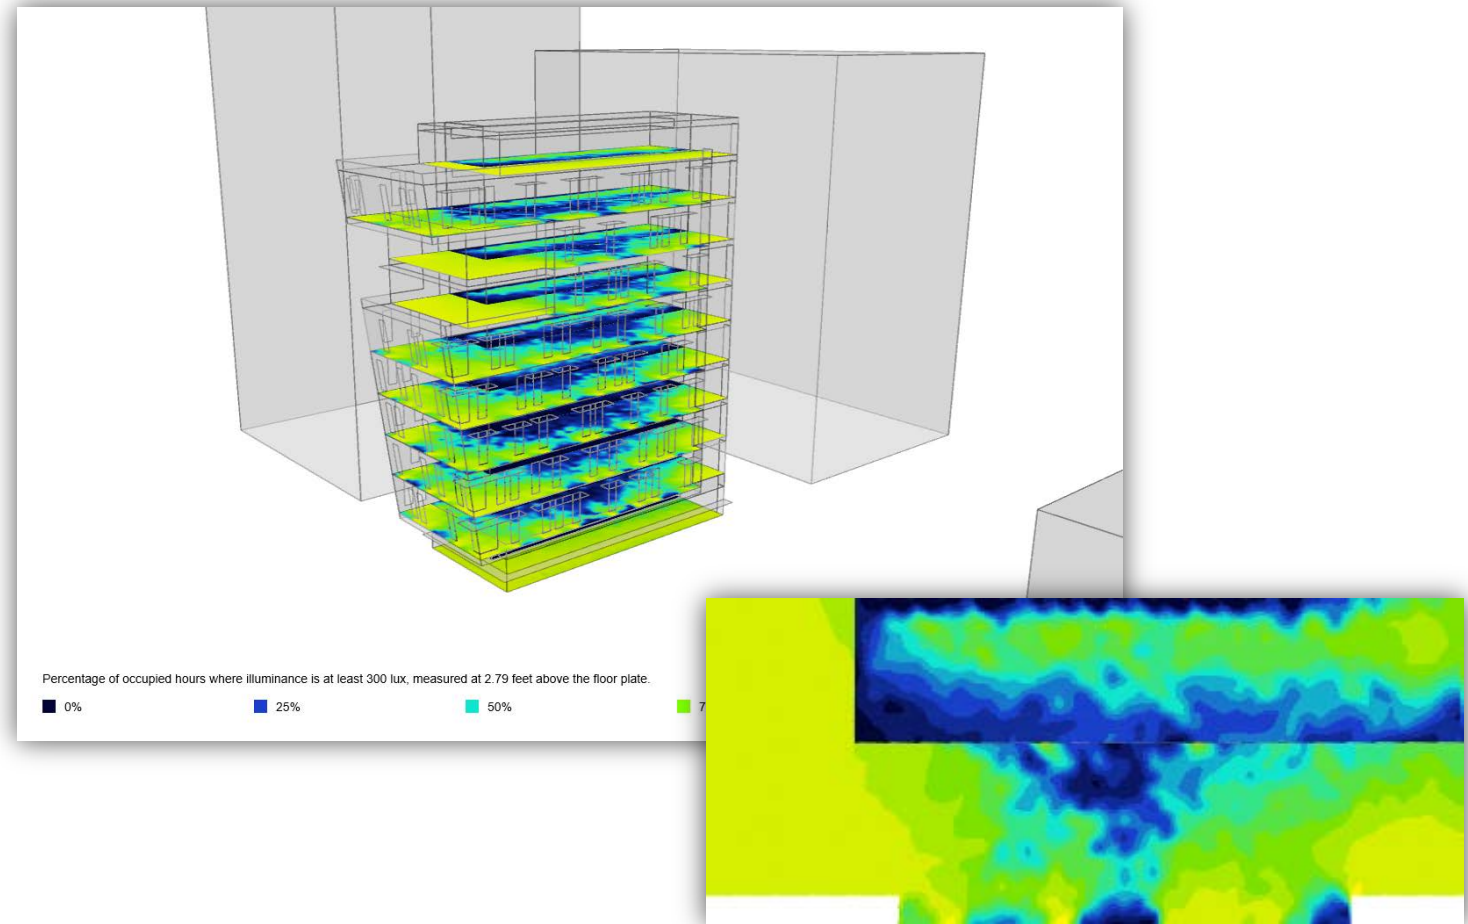 Percentage of occupied hours where illuminance is at least 300 lux, measured at 2.79 feet above the floor plate.
0% 25% 50% 7